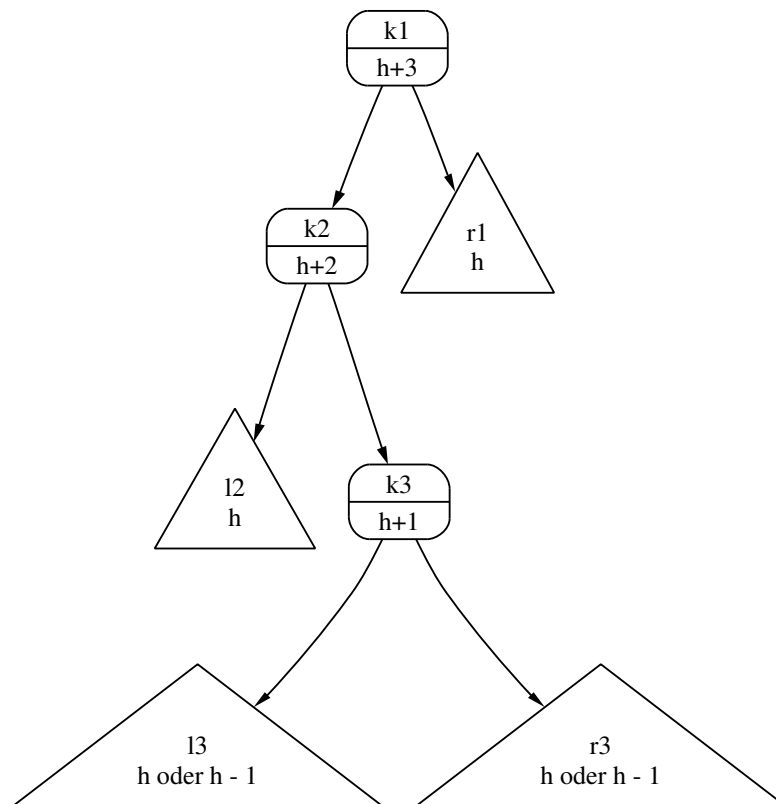 k1
h+3
r1
h
k2
h+2
l2
h
k3
h+1
l3
h oder h - 1
r3
h oder h - 1